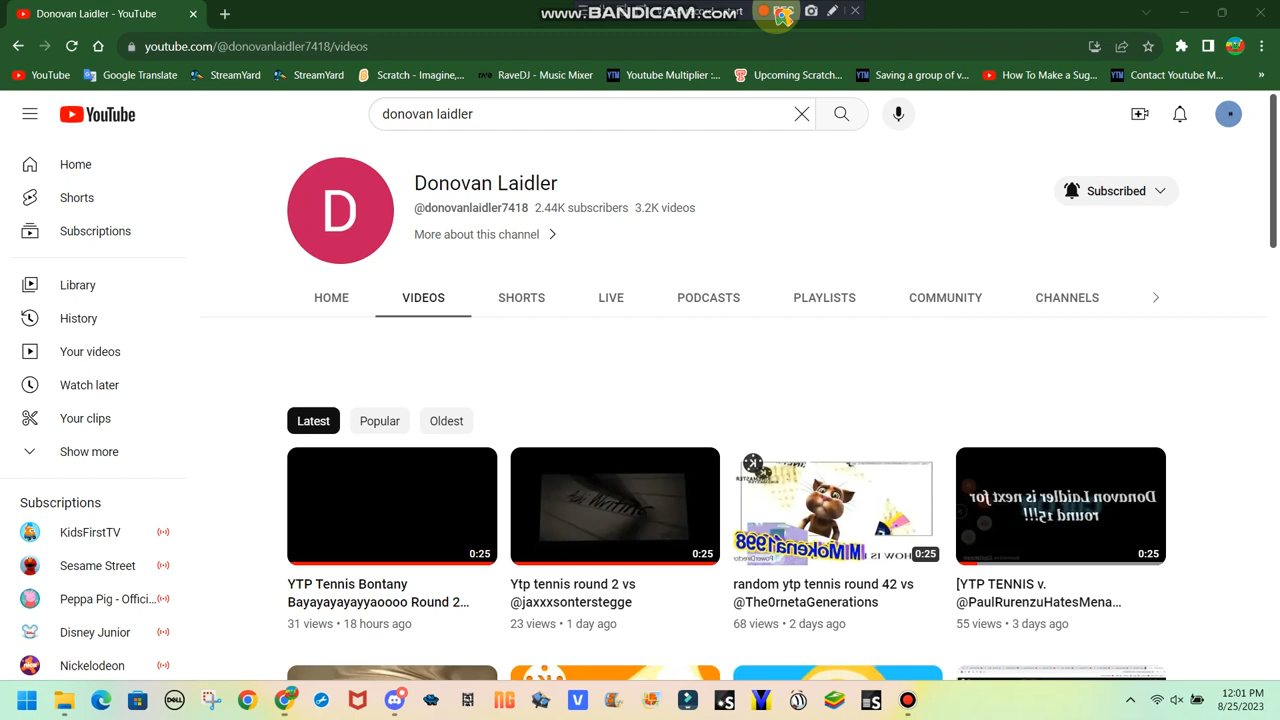 Donovan Laidler - YouTube
WWW.BANDICAM.COM
youtube.com/@donovanlaidler7418/videos
YouTube Google Translate StreamYard StreamYard Scratch - Imagine,... RaveDJ - Music Mixer Youtube Multiplier :... Upcoming Scratch... Saving a group of v... How To Make a Sug... Contact Youtube M... »
YouTube
donovan laidler
Home
Shorts
Subscriptions
Library
History
Your videos
Watch later
Your clips
Show more
Subscriptions
KidsFirstTV
Sesame Street
Peppa Pig - Offici...
Disney Junior
Nickelodeon
D
Donovan Laidler
@donovanlaidler7418 2.44K subscribers 3.2K videos
More about this channel
Subscribed
HOME VIDEOS SHORTS LIVE PODCASTS PLAYLISTS COMMUNITY CHANNELS
Latest Popular Oldest
0:25
YTP Tennis Bontany
Bayayayayayyaoooo Round 2...
31 views • 18 hours ago
0:25
Ytp tennis round 2 vs
@jaxxxsonterstegge
23 views • 1 day ago
MMokena1998
HOW IS
PowerDirector
0:25
random ytp tennis round 42 vs
@The0rnetaGenerations
68 views • 2 days ago
Donavon Laidler is next for
round 15!!!
0:25
[YTP TENNIS v.
@PaulRurenzuHatesMena...
55 views • 3 days ago
DELL
12:01 PM
8/25/2023